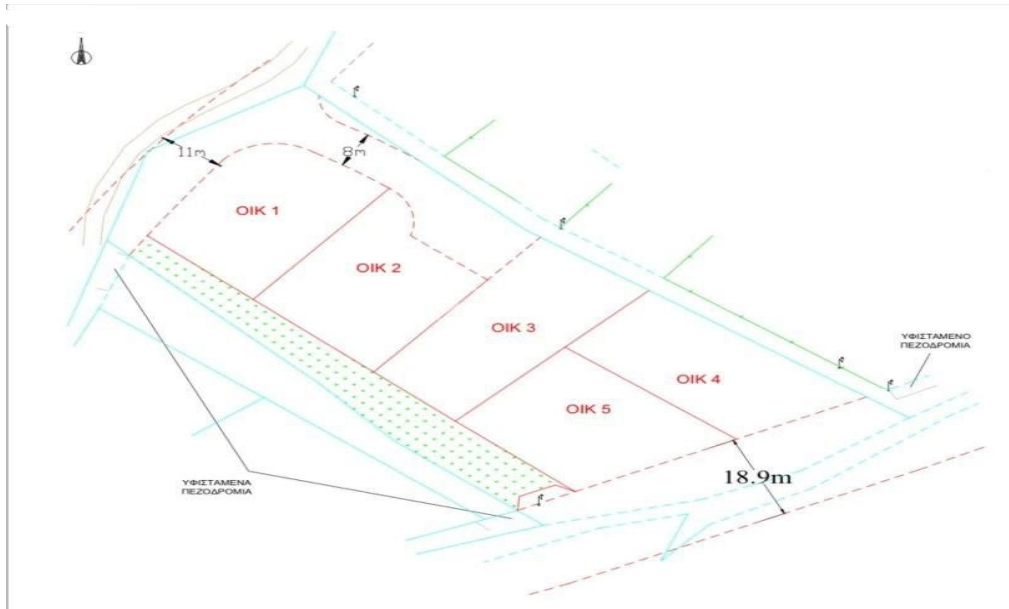 11m
8m
ΟΙΚ 1
ΟΙΚ 2
ΟΙΚ 3
ΥΦΙΣΤΑΜΕΝΟ
ΠΕΖΟΔΡΟΜΙΑ
ΟΙΚ 4
ΟΙΚ 5
18.9m
ΥΦΙΣΤΑΜΕΝΑ
ΠΕΖΟΔΡΟΜΙΑ